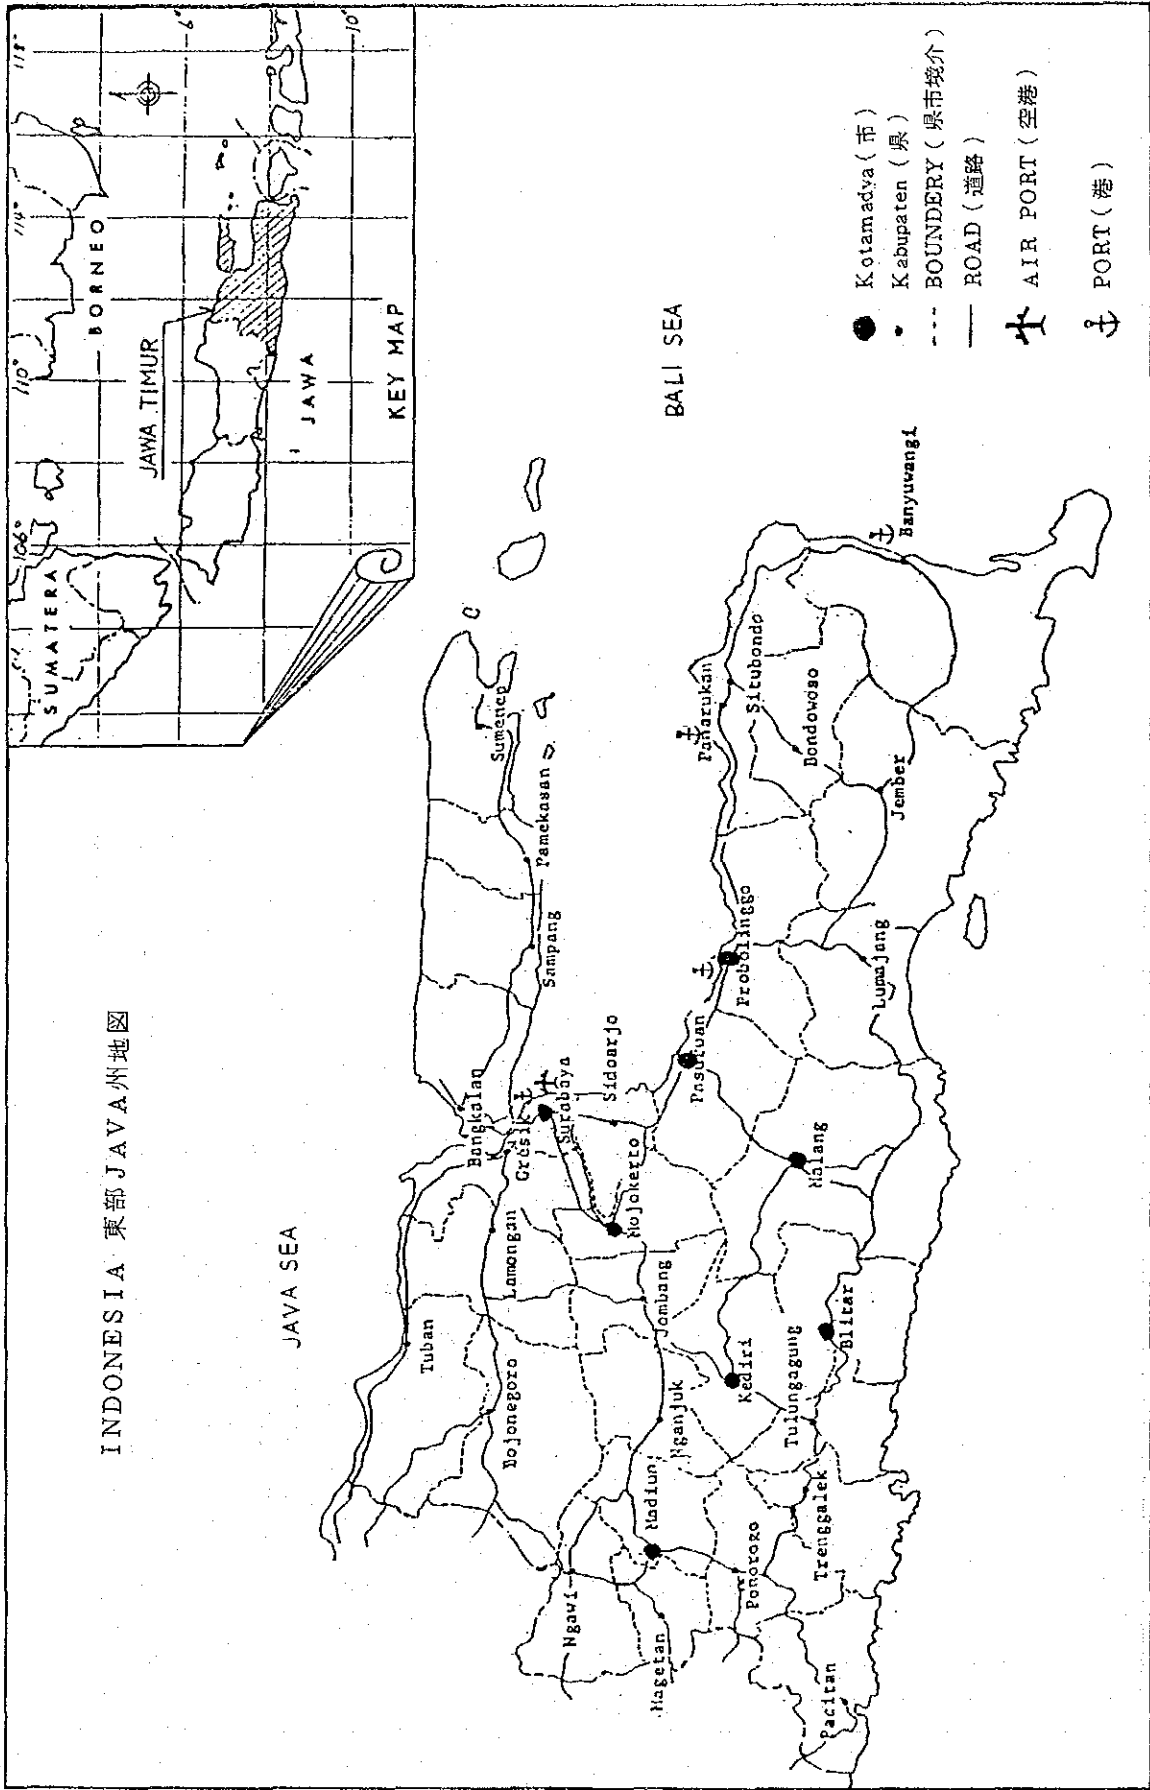 INDONESIA 東部JAVA州地図
JAVA SEA
BALI SEA
SUMATERA
BORNEO
JAWA TIMUR
JAWA
KEY MAP
106°
110°
114°
118°
6°
10°
Tuban
Bojonegoro
Lamongan
Gresik
Bangkalan
Sampang
Pamekasan
Sumenep
Surabaya
Sidoarjo
Mojokerto
Jombang
Nganjuk
Madiun
Ngawi
Magetan
Ponorogo
Pacitan
Trenggalek
Tulungagung
Kediri
Blitar
Malang
Pasuruan
Probolinggo
Lumajang
Jember
Bondowoso
Situbondo
Panarukan
Banyuwangi
Kotamadya(市)
Kabupaten(県)
BOUNDERY(県市境介)
ROAD(道路)
AIR PORT(空港)
PORT(港)